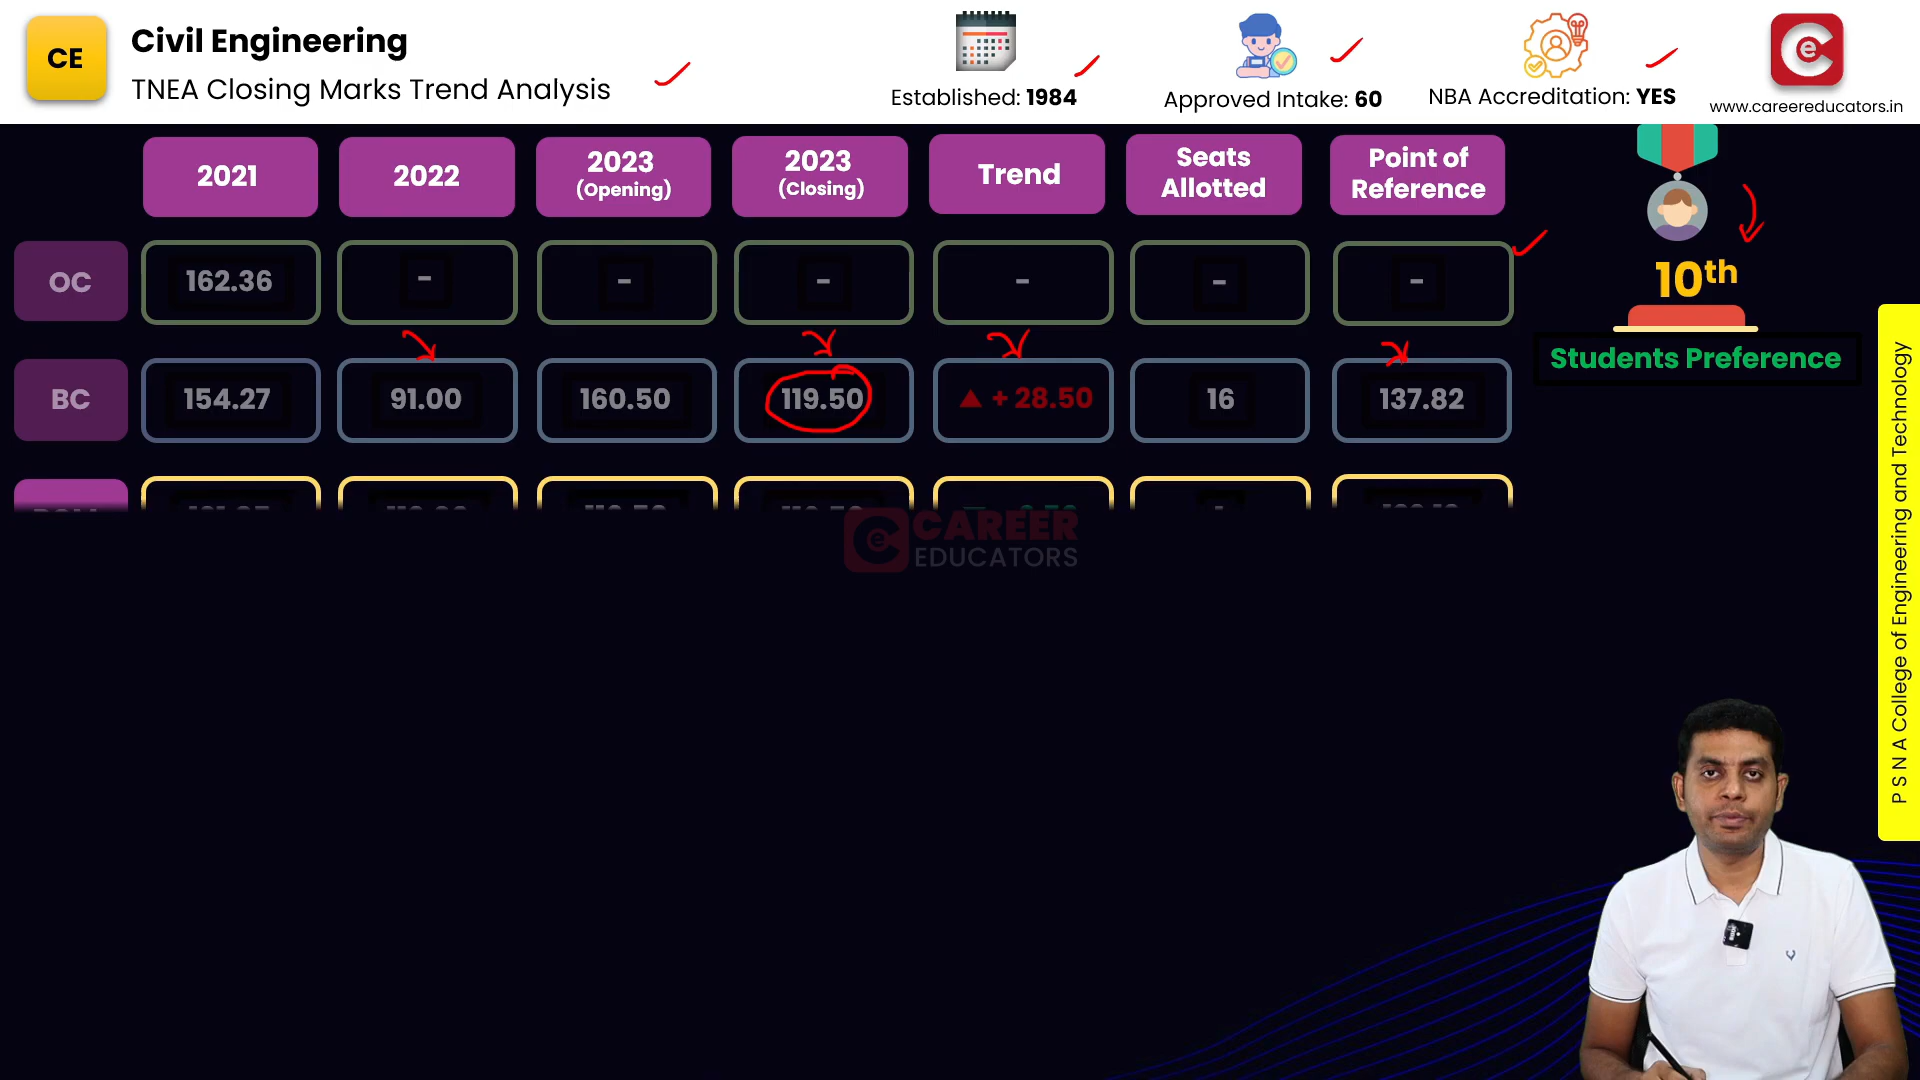 CE
Civil Engineering
TNEA Closing Marks Trend Analysis
Established: 1984
Approved Intake: 60
NBA Accreditation: YES
e
www.careereducators.in
2021
2022
2023
(Opening)
2023
(Closing)
Trend
Seats
Allotted
Point of
Reference
OC
162.36
-
-
-
-
-
-
BC
154.27
91.00
160.50
119.50
▲ + 28.50
16
137.82
10th
Students Preference
P S N A College of Engineering and Technology
e
CAREER
EDUCATORS